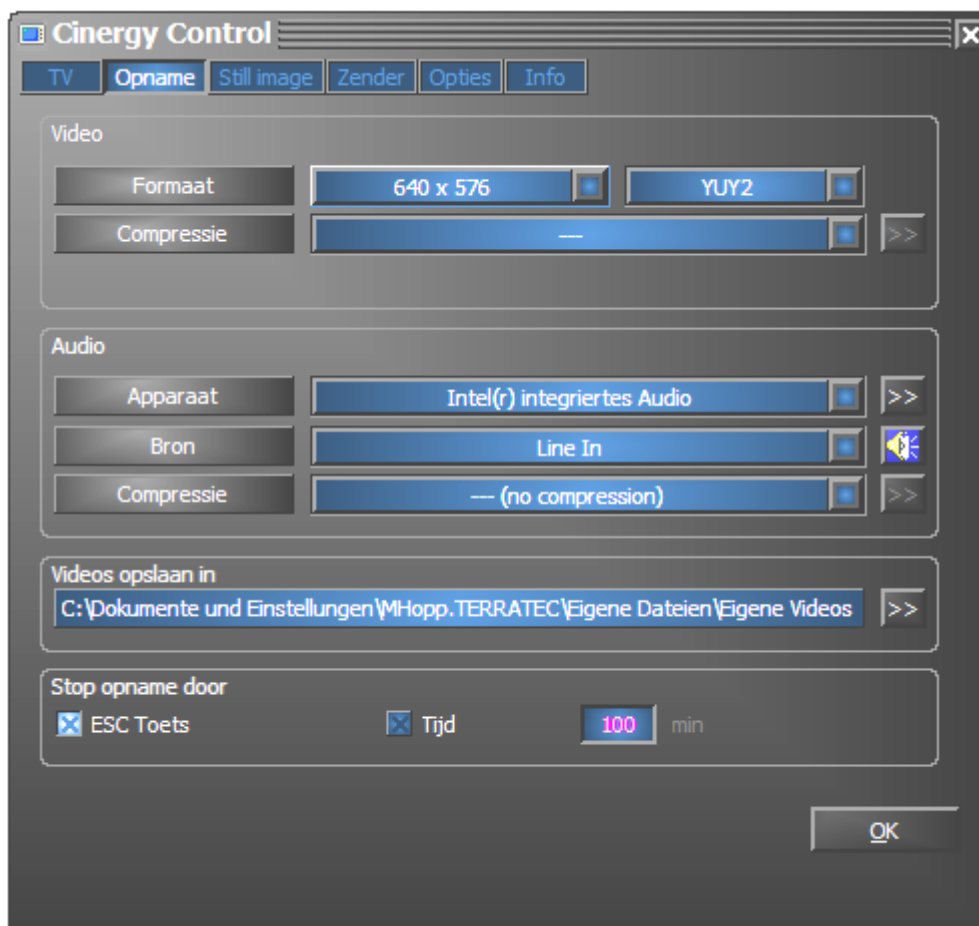 Cinergy Control
TV Opname Still image Zender Opties Info
Video
Formaat 640 x 576 YUY2
Compressie --- >>
Audio
Apparaat Intel(r) integriertes Audio >>
Bron Line In
Compressie --- (no compression) >>
Videos opslaan in
C:\Dokumente und Einstellungen\MHopp.TERRATEC\Eigene Dateien\Eigene Videos >>
Stop opname door
ESC Toets Tijd 100 min
OK